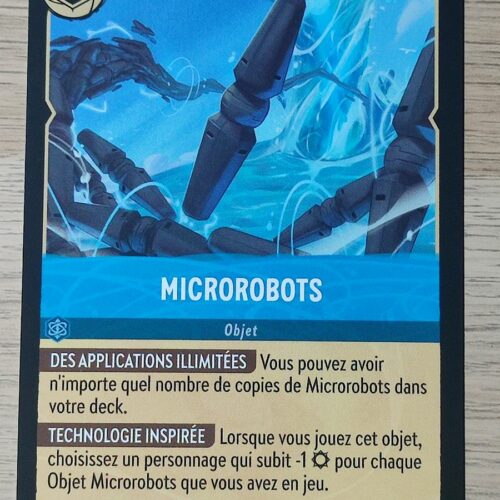 MICROROBOTS
Objet
DES APPLICATIONS ILLIMITÉES Vous pouvez avoir
n'importe quel nombre de copies de Microrobots dans
votre deck.
TECHNOLOGIE INSPIRÉE Lorsque vous jouez cet objet,
choisissez un personnage qui subit -1 pour chaque
Objet Microrobots que vous avez en jeu.